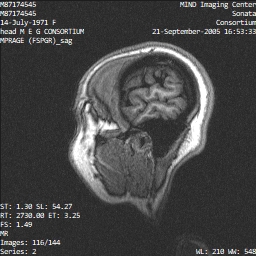 M87174545
M87174545
14-July-1971 F
head M E G CONSORTIUM
MPRAGE (FSPGR)_sag
MIND Imaging Center
Sonata
Consortium
21-September-2005 16:53:33
ST: 1.30 SL: 54.27
RT: 2730.00 ET: 3.25
FS: 1.49
MR
Images: 116/144
Series: 2
WL: 210 WW: 548